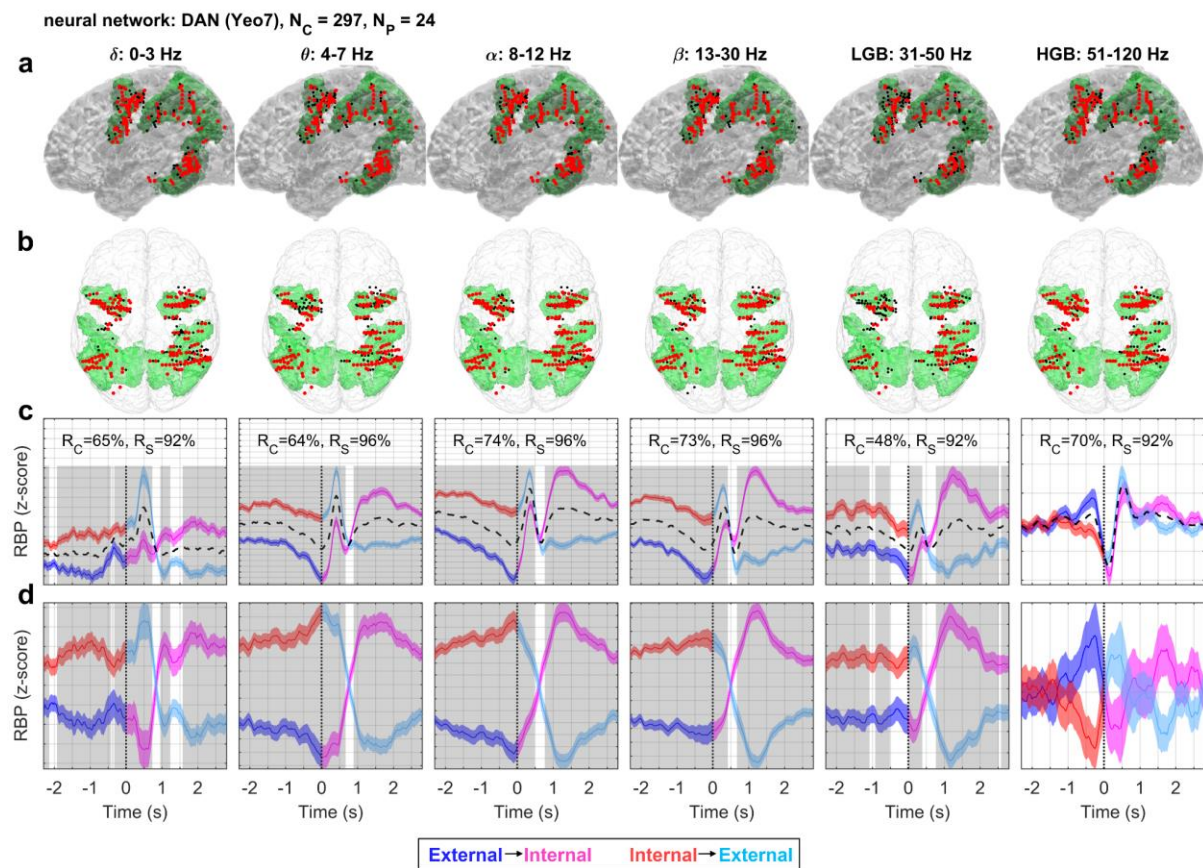 neural network: DAN (Yeo7), N_C = 297, N_P = 24
δ: 0-3 Hz θ: 4-7 Hz α: 8-12 Hz β: 13-30 Hz LGB: 31-50 Hz HGB: 51-120 Hz
a
b
c
R_C=65%, R_S=92% R_C=64%, R_S=96% R_C=74%, R_S=96% R_C=73%, R_S=96% R_C=48%, R_S=92% R_C=70%, R_S=92%
RBP (z-score)
d
RBP (z-score)
-2 -1 0 1 2 -2 -1 0 1 2 -2 -1 0 1 2 -2 -1 0 1 2 -2 -1 0 1 2 -2 -1 0 1 2
Time (s) Time (s) Time (s) Time (s) Time (s) Time (s)
External→Internal Internal→External